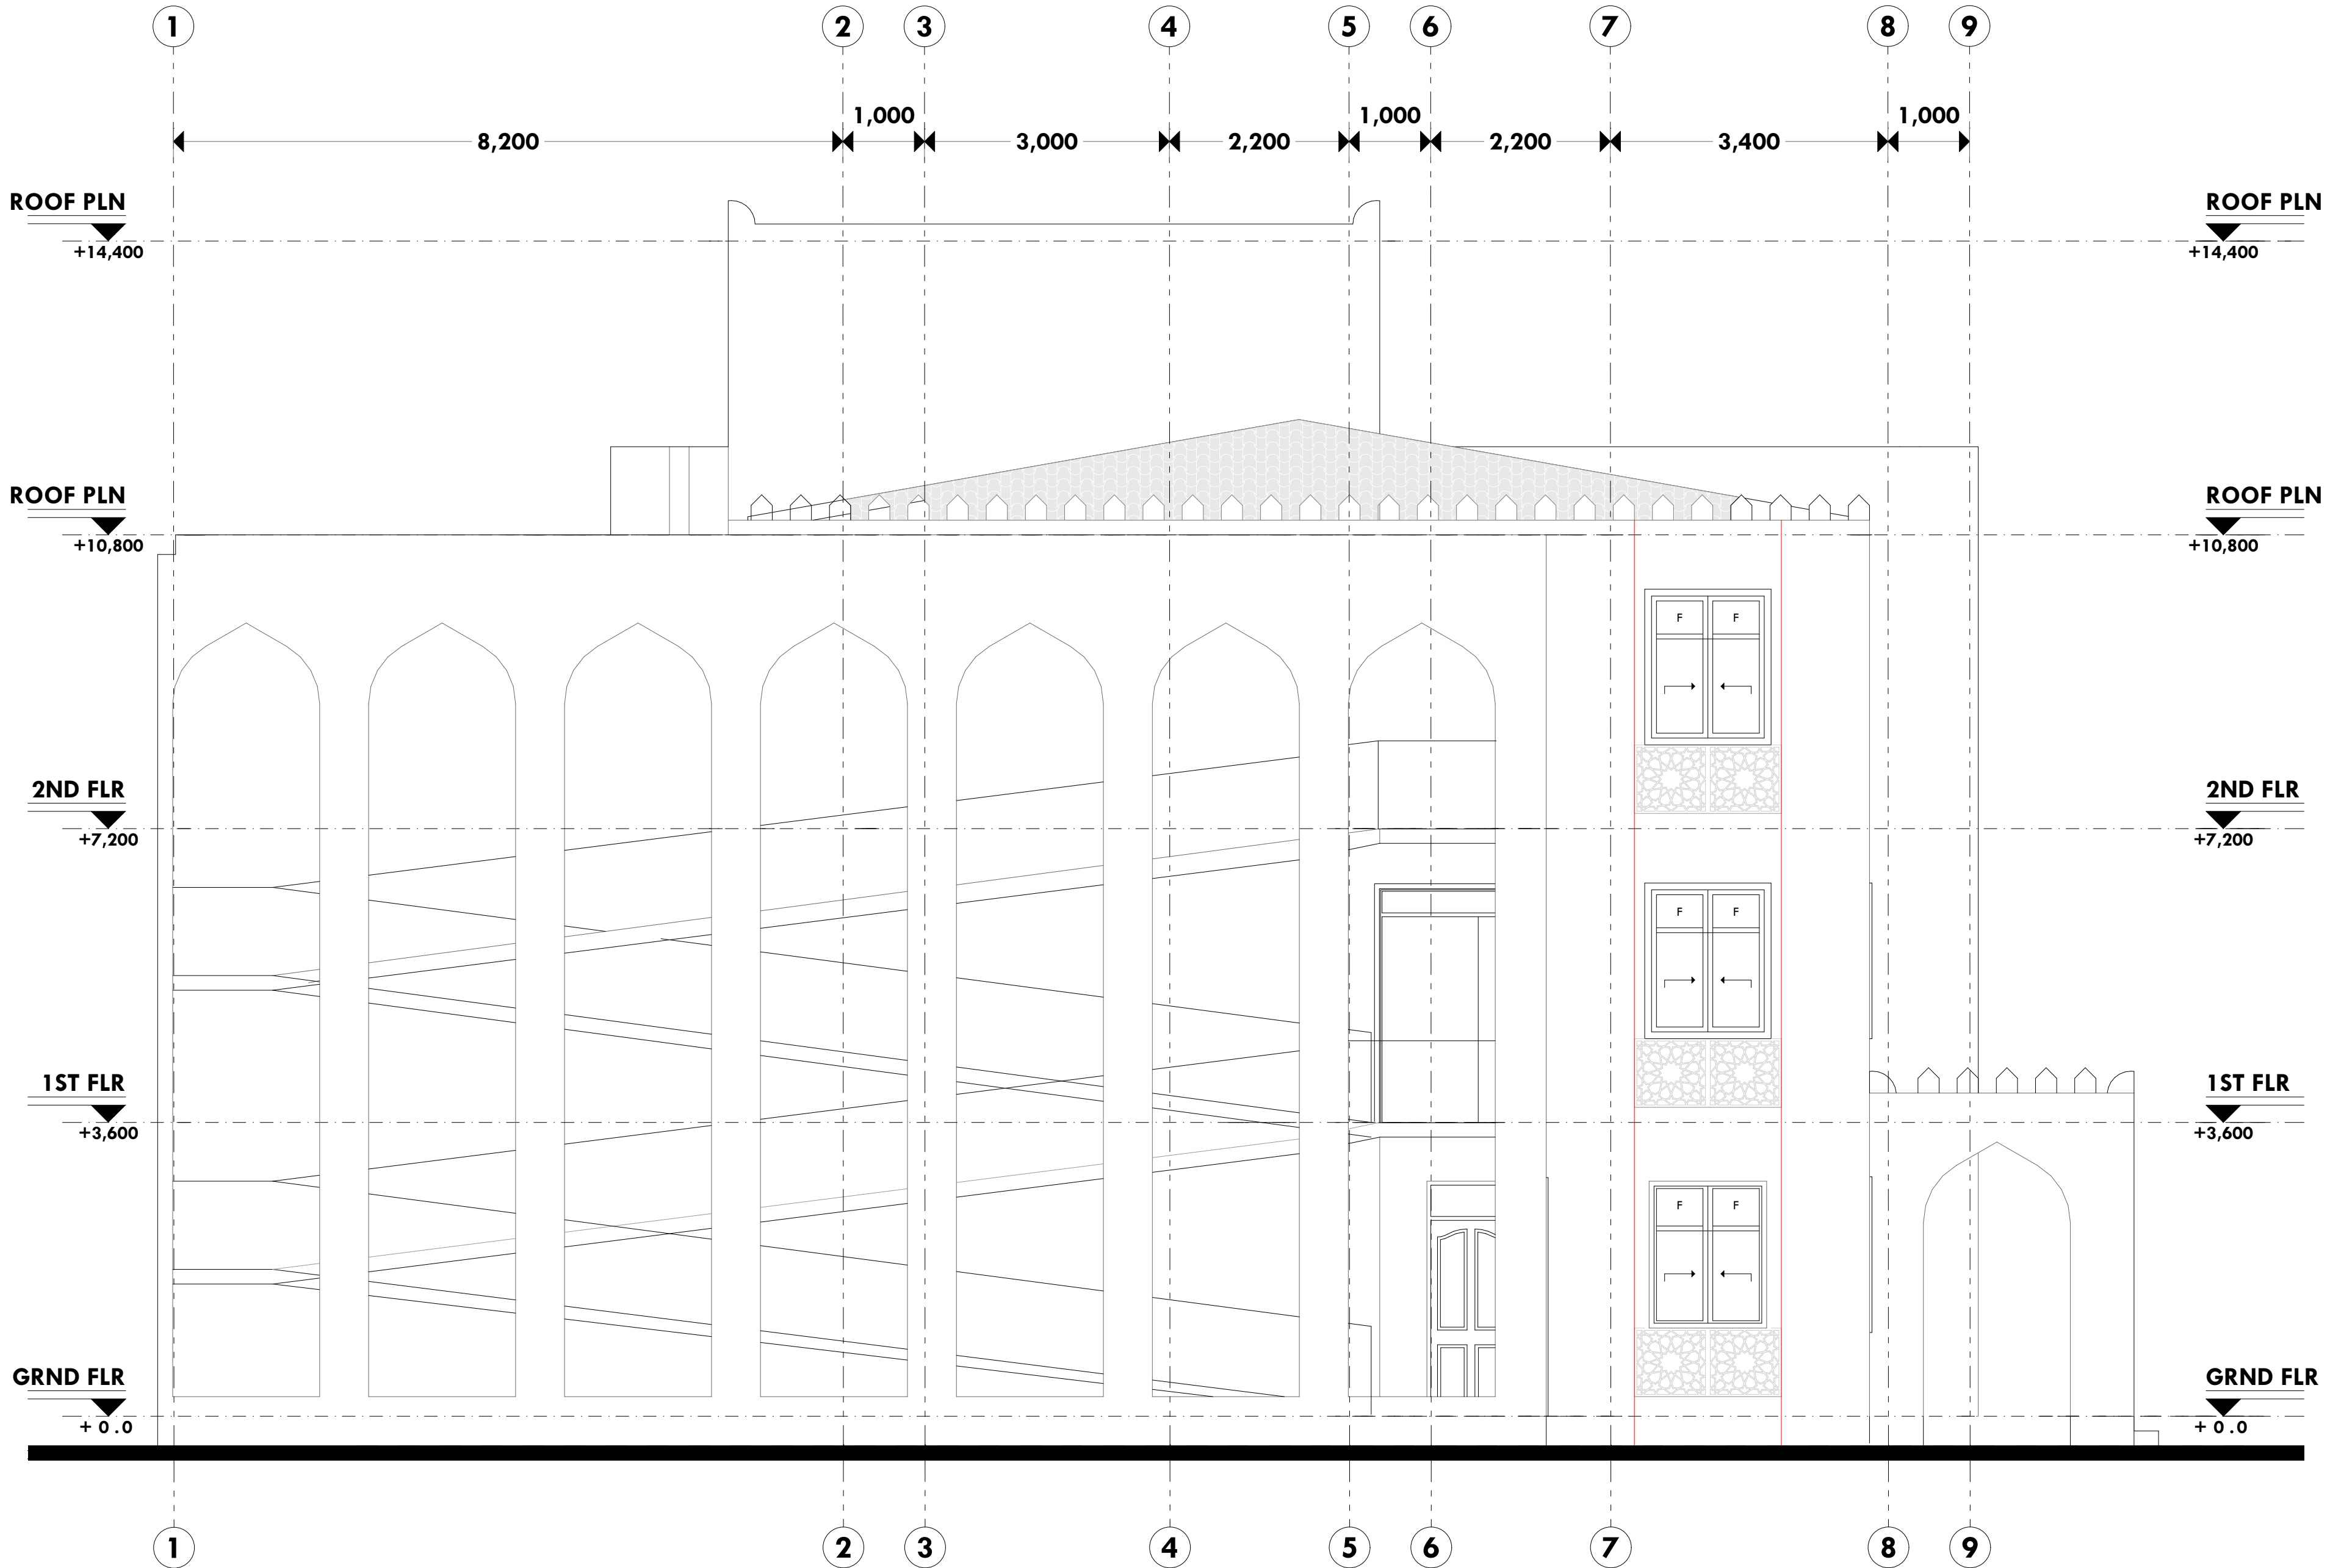 1 2 3 4 5 6 7 8 9
1,000 1,000 1,000
8,200 3,000 2,200 2,200 3,400
ROOF PLN ROOF PLN
+14,400 +14,400
ROOF PLN ROOF PLN
+10,800 +10,800
F F
2ND FLR 2ND FLR
+7,200 +7,200
F F
1ST FLR 1ST FLR
+3,600 +3,600
F F
GRND FLR GRND FLR
+ 0.0 + 0.0
1 2 3 4 5 6 7 8 9